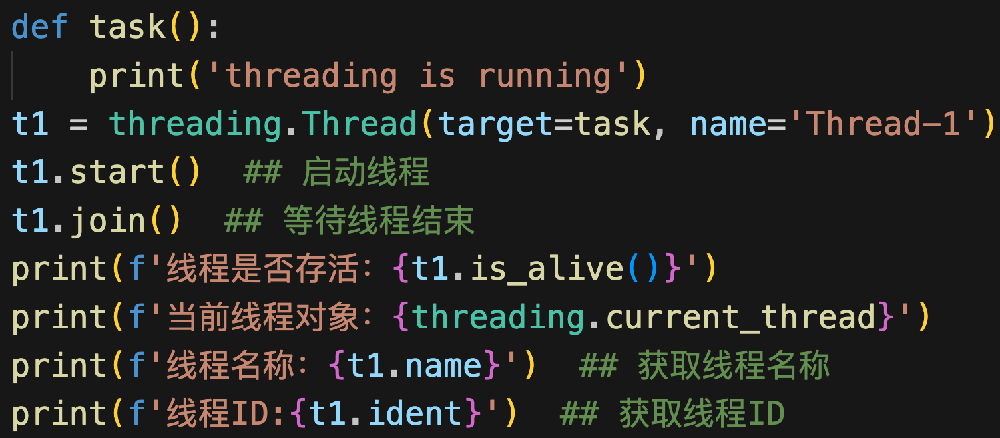 def task():
    print('threading is running')
t1 = threading.Thread(target=task, name='Thread-1')
t1.start()  ## 启动线程
t1.join()  ## 等待线程结束
print(f'线程是否存活：{t1.is_alive()}')
print(f'当前线程对象：{threading.current_thread}')
print(f'线程名称：{t1.name}')  ## 获取线程名称
print(f'线程ID:{t1.ident}')  ## 获取线程ID